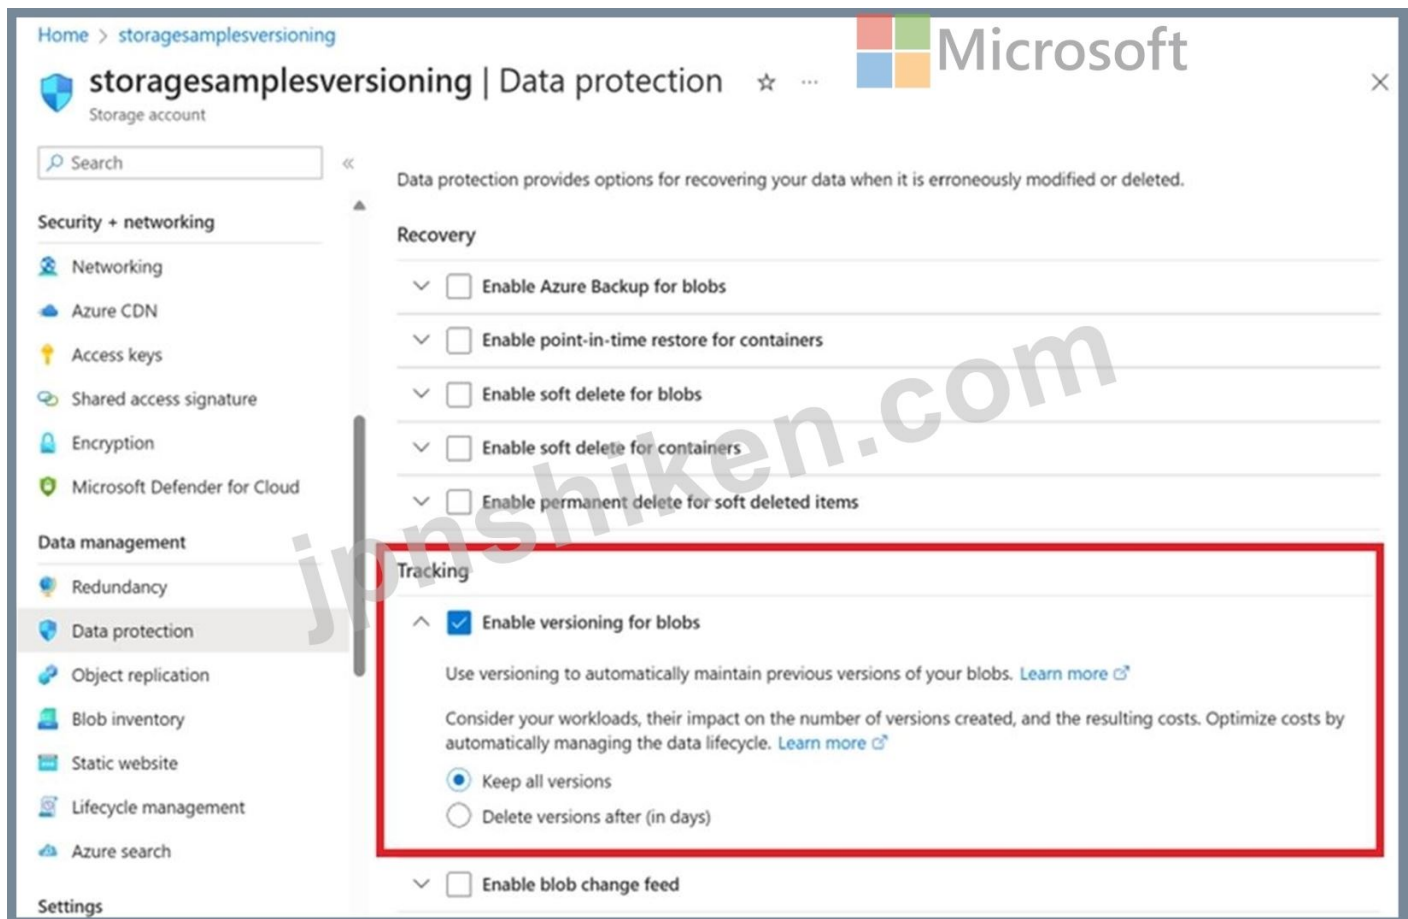 Home > storagesamplesversioning
Microsoft
storagesamplesversioning | Data protection
Storage account
Search
Security + networking
Networking
Azure CDN
Access keys
Shared access signature
Encryption
Microsoft Defender for Cloud
Data management
Redundancy
Data protection
Object replication
Blob inventory
Static website
Lifecycle management
Azure search
Settings
Data protection provides options for recovering your data when it is erroneously modified or deleted.
Recovery
Enable Azure Backup for blobs
Enable point-in-time restore for containers
Enable soft delete for blobs
Enable soft delete for containers
Enable permanent delete for soft deleted items
Tracking
Enable versioning for blobs
Use versioning to automatically maintain previous versions of your blobs. Learn more
Consider your workloads, their impact on the number of versions created, and the resulting costs. Optimize costs by
automatically managing the data lifecycle. Learn more
Keep all versions
Delete versions after (in days)
Enable blob change feed
jpnshiken.com